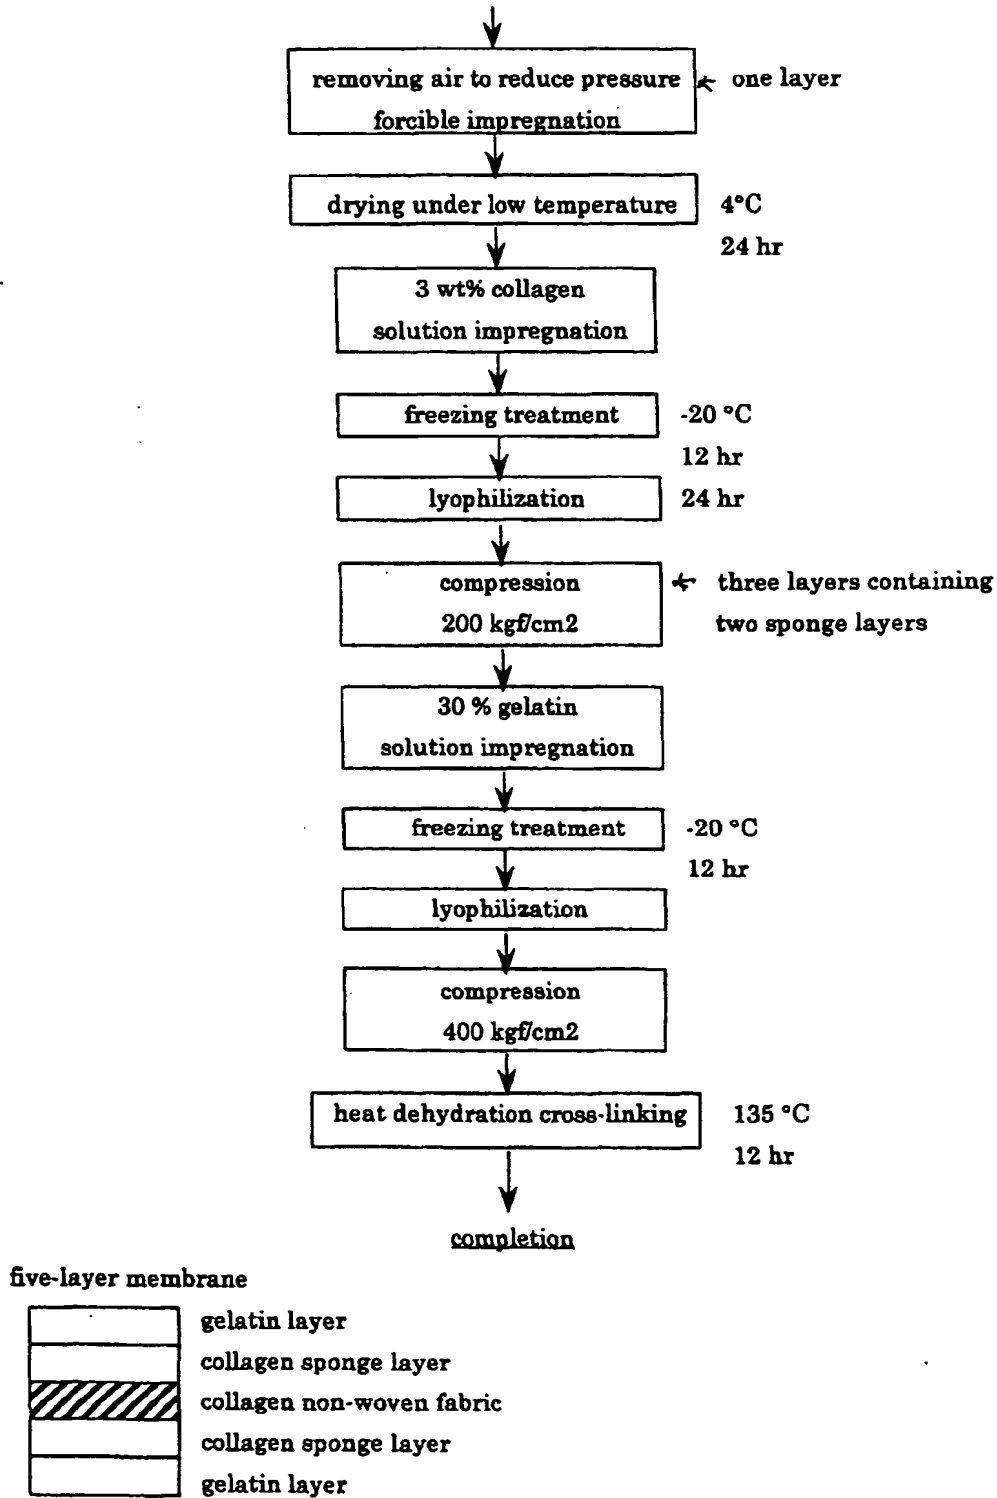 removing air to reduce pressure
one layer
forcible impregnation
drying under low temperature
4°C
24 hr
3 wt% collagen
solution impregnation
freezing treatment
-20 °C
12 hr
lyophilization
24 hr
compression
three layers containing
200 kgf/cm2
two sponge layers
30 % gelatin
solution impregnation
freezing treatment
-20 °C
12 hr
lyophilization
compression
400 kgf/cm2
heat dehydration cross-linking
135 °C
12 hr
completion
five-layer membrane
gelatin layer
collagen sponge layer
collagen non-woven fabric
collagen sponge layer
gelatin layer